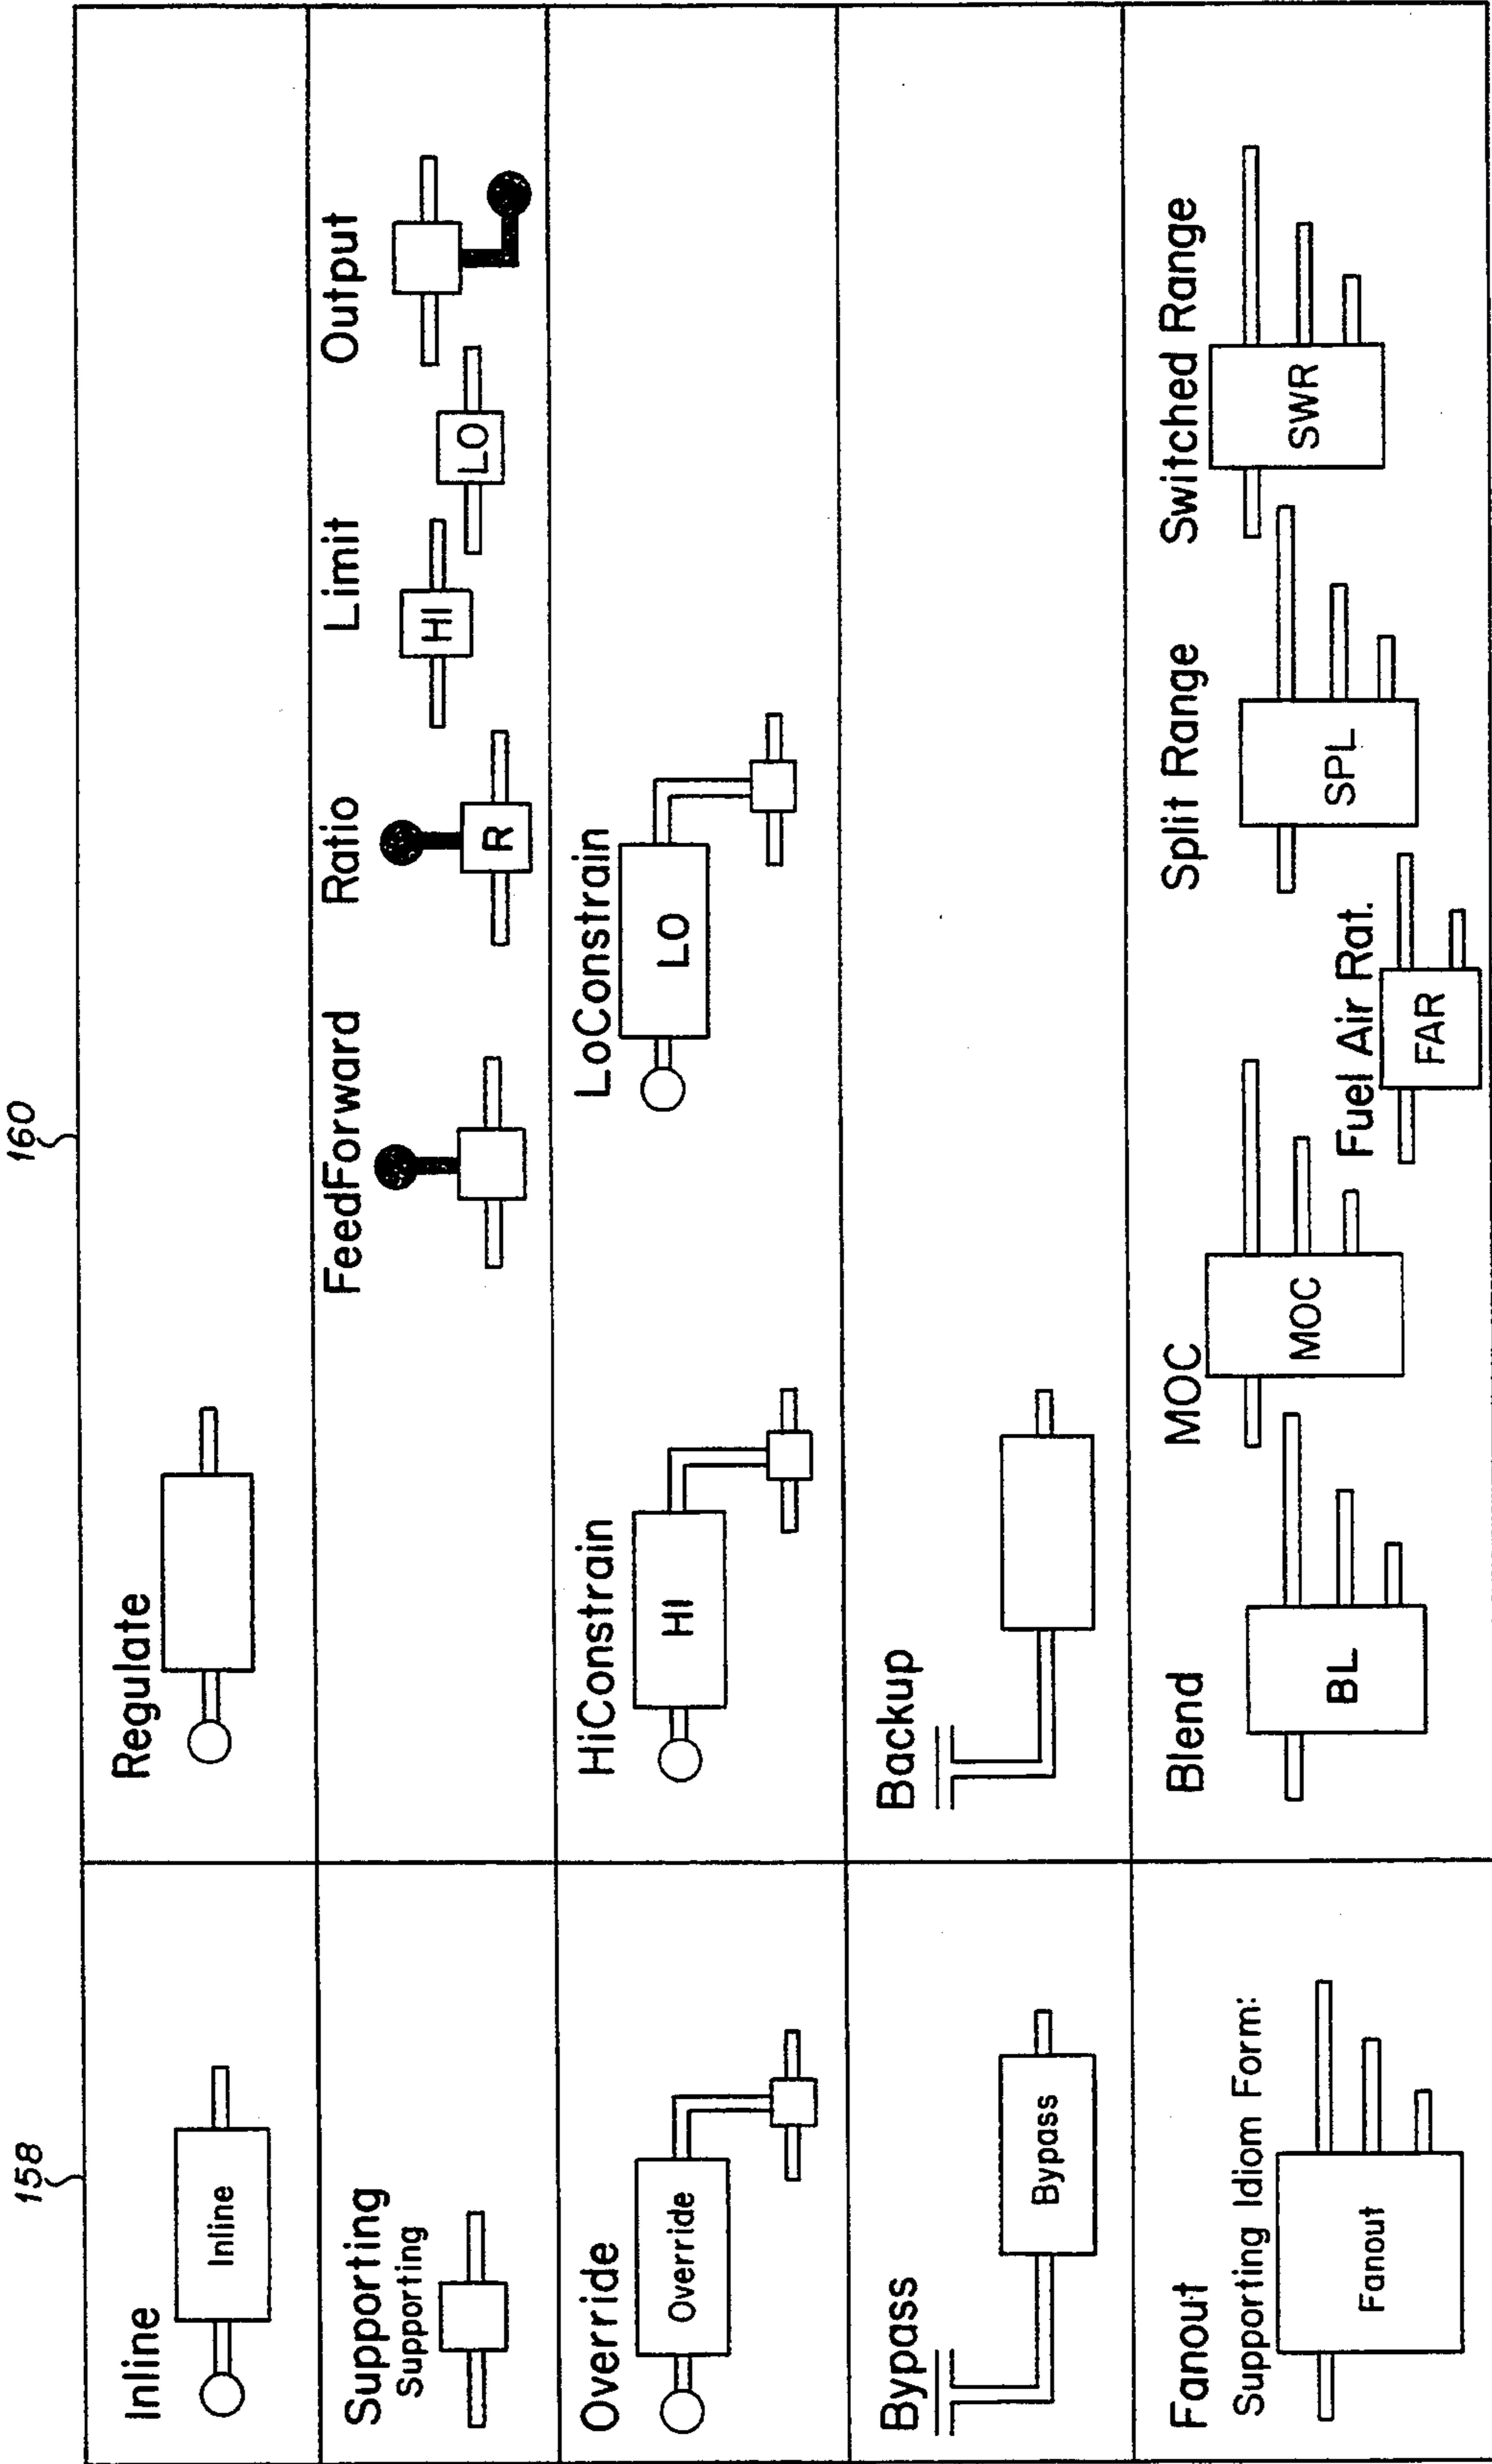 158
160
Inline
Inline
Regulate
Supporting
Supporting
FeedForward
Ratio
R
Limit
HI
LO
Output
Override
Override
HiConstrain
HI
LoConstrain
LO
Bypass
Bypass
Backup
Fanout
Supporting Idiom Form:
Fanout
Blend
BL
MOC
MOC
Fuel Air Rat.
FAR
Split Range
SPL
Switched Range
SWR